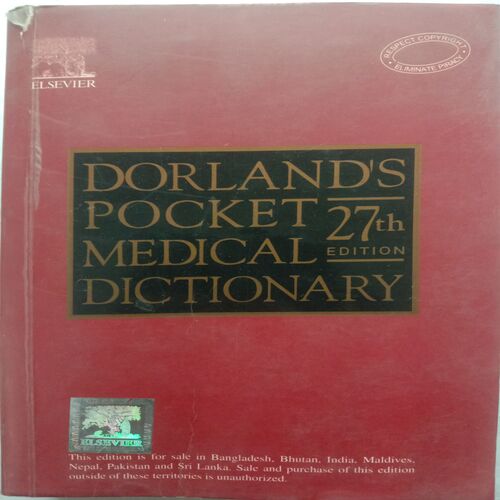 ELSEVIER
RESPECT COPYRIGHT
ELIMINATE PIRACY
DORLAND'S
POCKET 27th
EDITION
MEDICAL
DICTIONARY
ELSEVIER
This edition is for sale in Bangladesh, Bhutan, India, Maldives,
Nepal, Pakistan and Sri Lanka. Sale and purchase of this edition
outside of these territories is unauthorized.